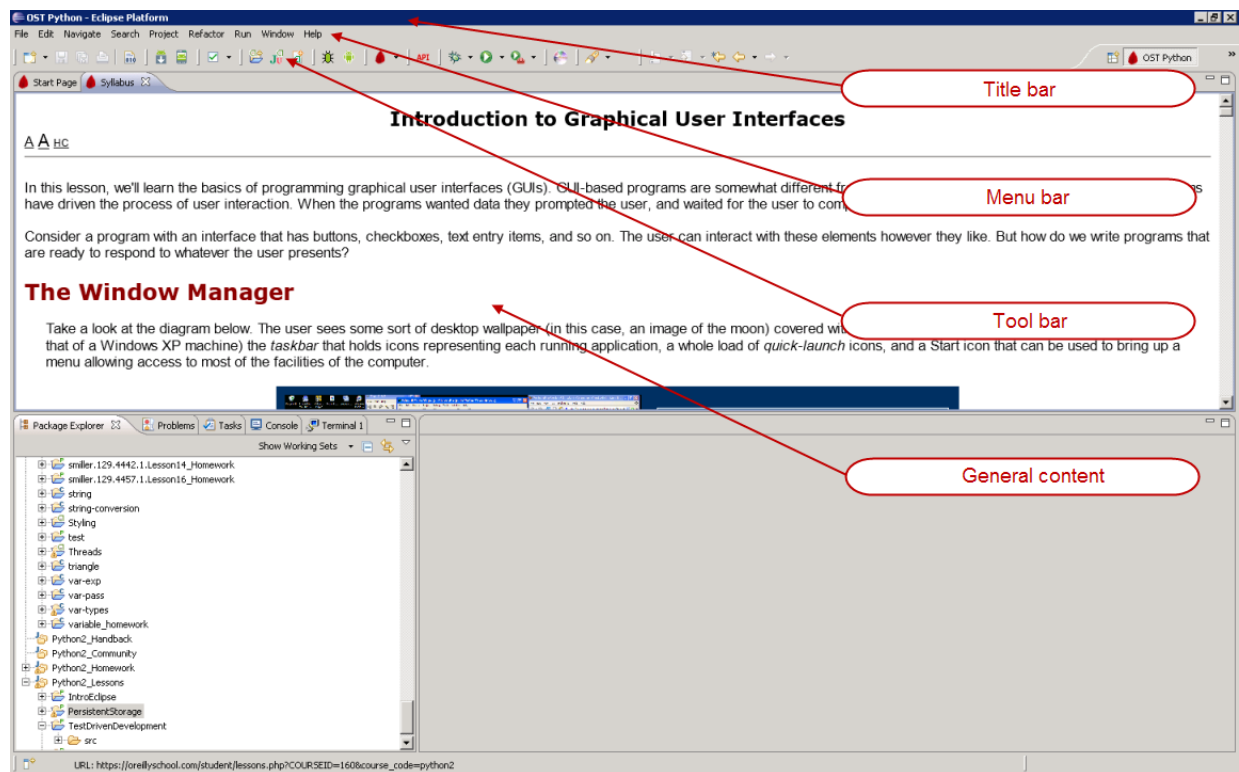 OST Python - Eclipse Platform
File Edit Navigate Search Project Refactor Run Window Help
API
OST Python
»
Start Page Syllabus
Title bar
Introduction to Graphical User Interfaces
A A HC
In this lesson, we'll learn the basics of programming graphical user interfaces (GUIs). GUI-based programs are somewhat different
Menu bar
have driven the process of user interaction. When the programs wanted data they prompted the user, and waited for the user to
Consider a program with an interface that has buttons, checkboxes, text entry items, and so on. The user can interact with these elements however they like. But how do we write programs that
are ready to respond to whatever the user presents?
The Window Manager
Tool bar
Take a look at the diagram below. The user sees some sort of desktop wallpaper (in this case, an image of the moon) covered
that of a Windows XP machine) the taskbar that holds icons representing each running application, a whole load of quick-launch icons, and a Start icon that can be used to bring up a
menu allowing access to most of the facilities of the computer.
Package Explorer Problems Tasks Console Terminal 1
Show Working Sets
General content
smiller.129.4442.1.Lesson14_Homework
smiller.129.4457.1.Lesson16_Homework
string
string-conversion
Styling
test
Threads
triangle
var-exp
var-pass
var-types
variable_homework
Python2_Handback
Python2_Community
Python2_Homework
Python2_Lessons
IntroEclipse
PersistentStorage
TestDrivenDevelopment
src
URL: https://oreillyschool.com/student/lessons.php?COURSEID=160&course_code=python2